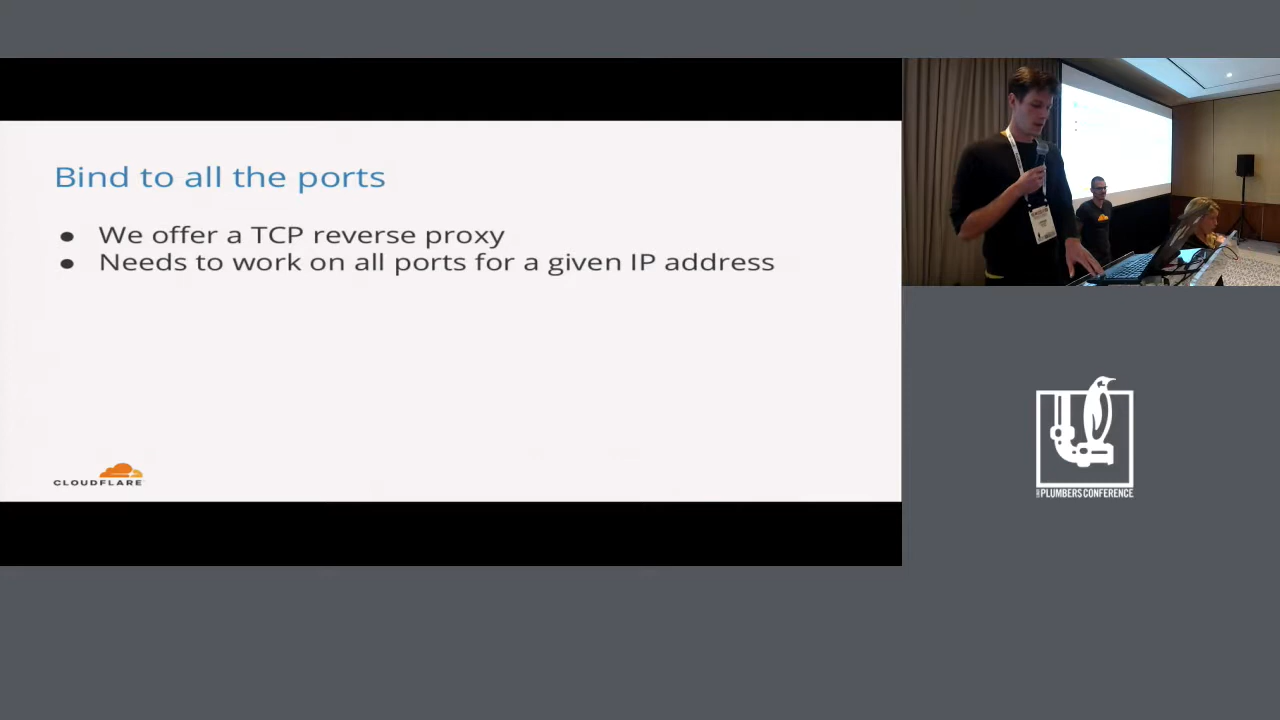 Bind to all the ports
● We offer a TCP reverse proxy
● Needs to work on all ports for a given IP address
CLOUDFLARE
PLUMBERS CONFERENCE